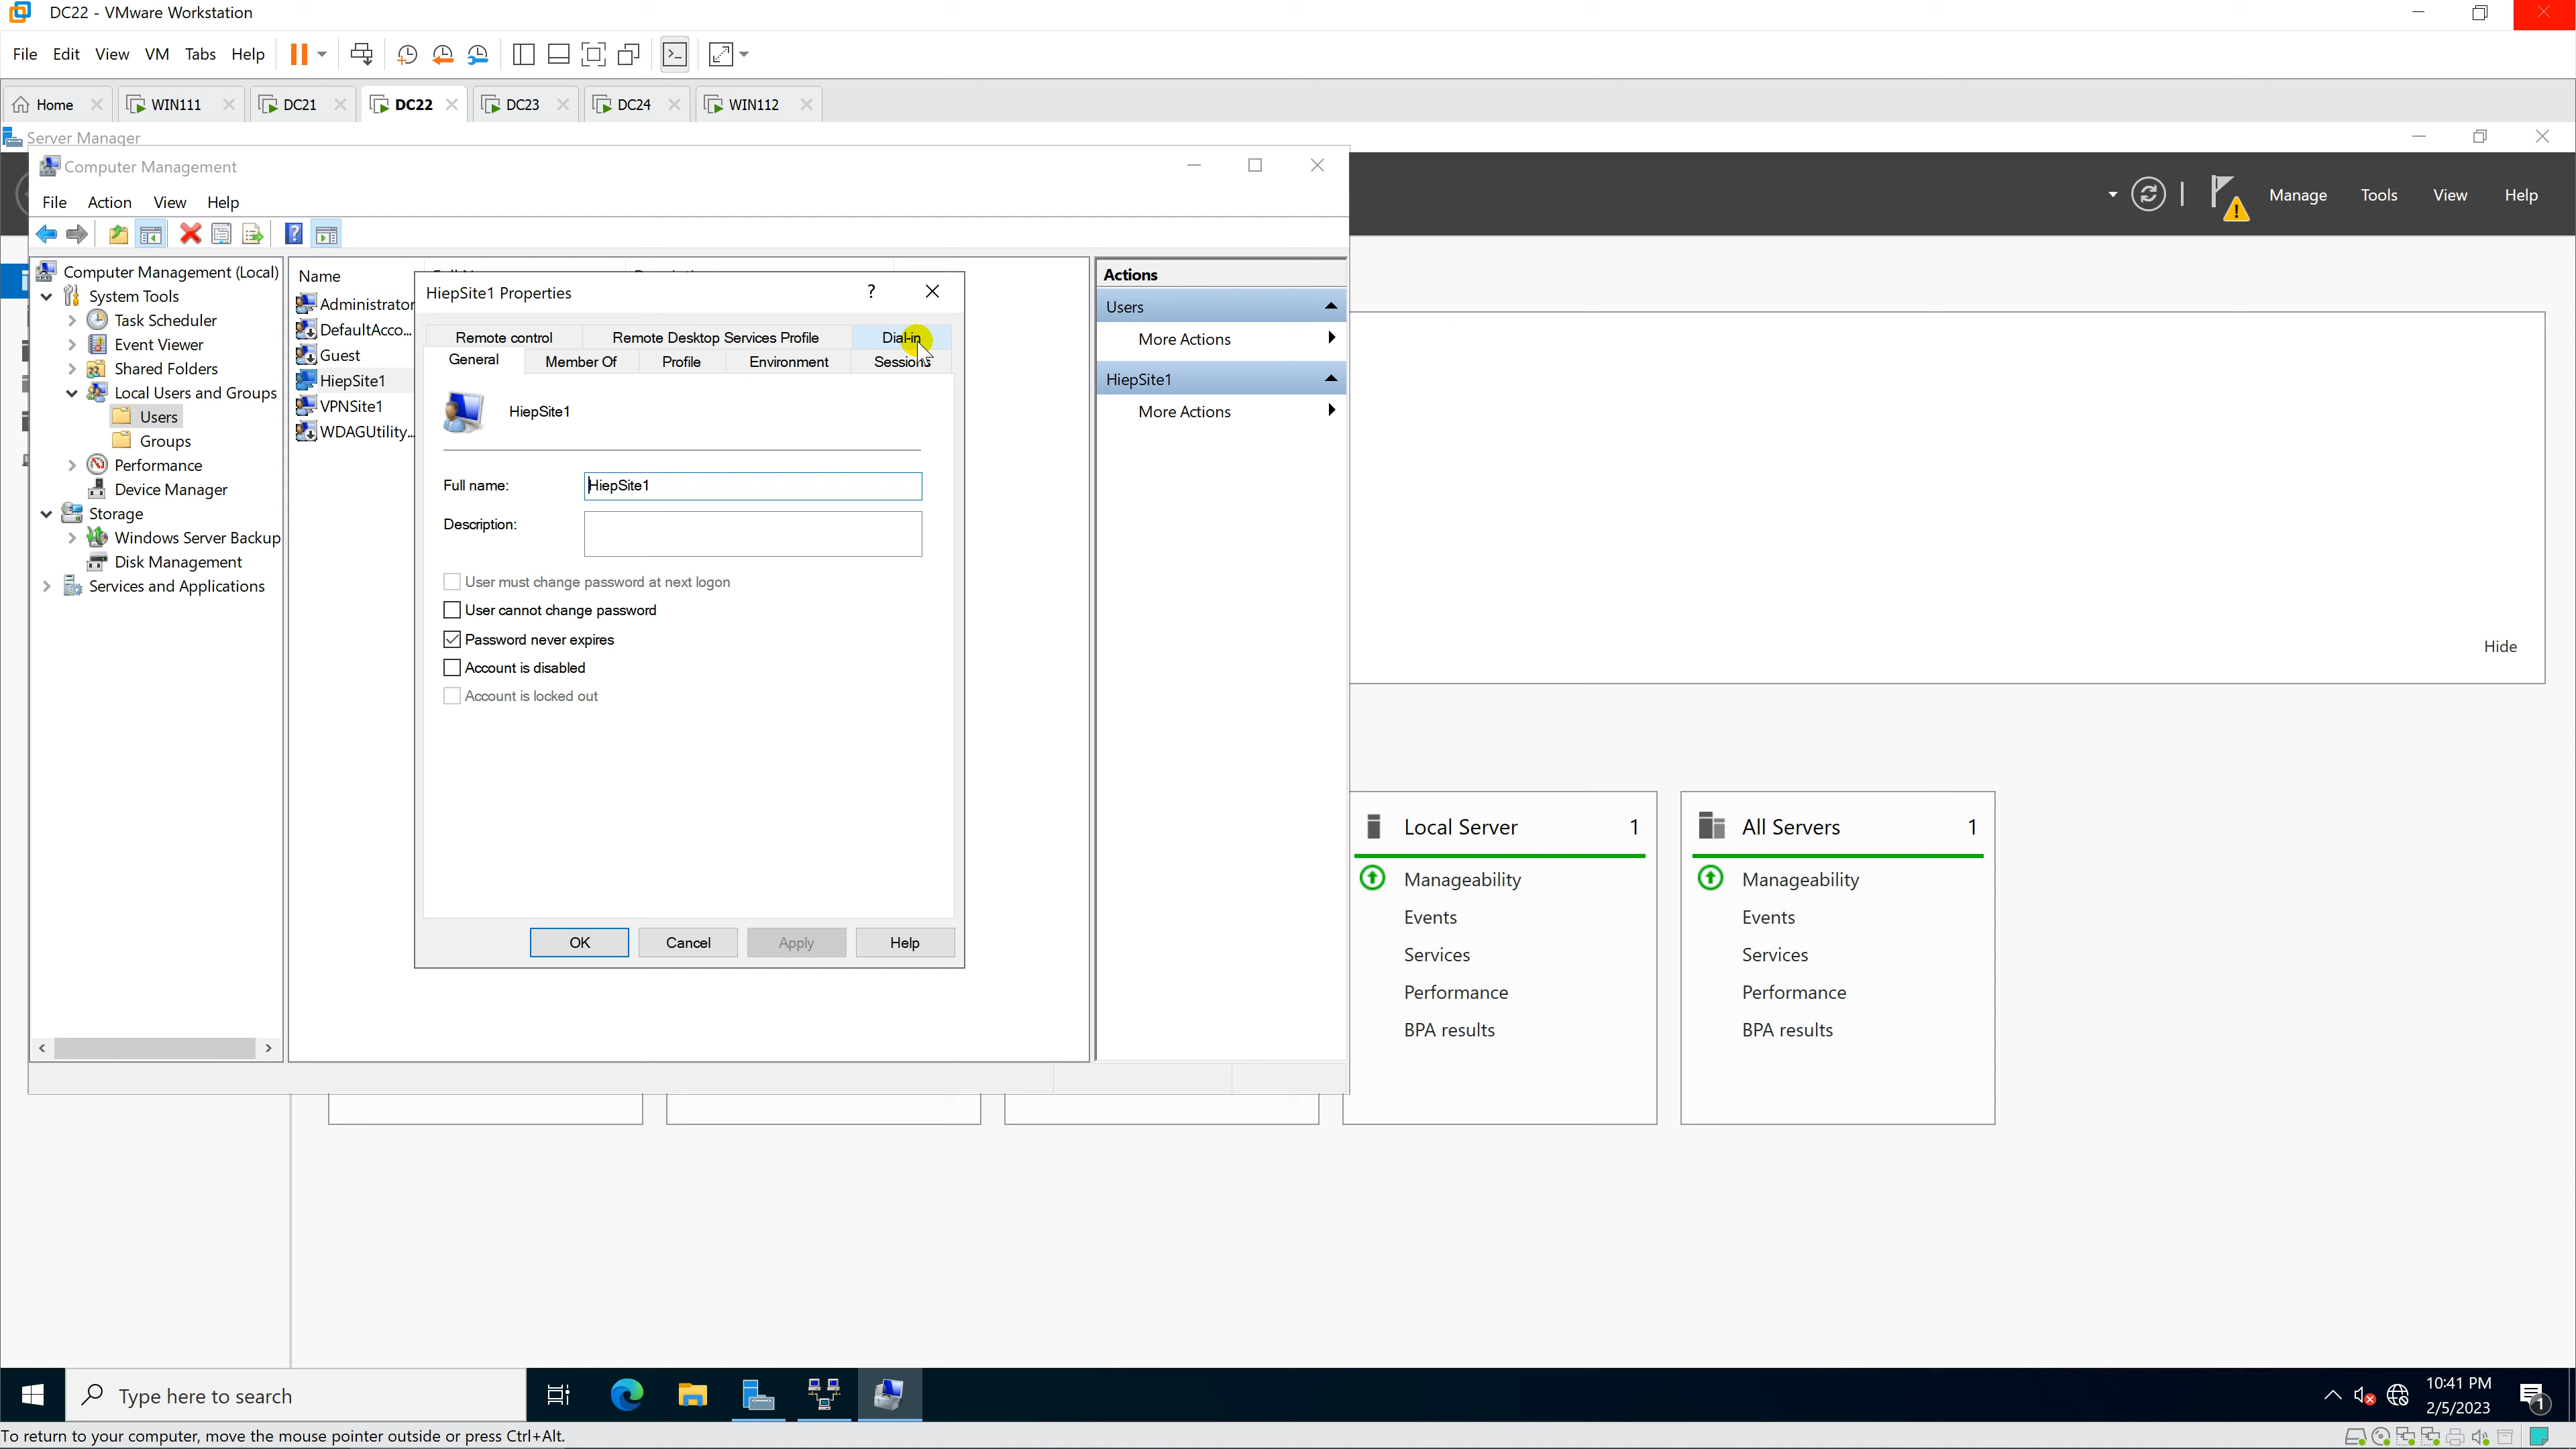 DC22 - VMware Workstation
File Edit View VM Tabs Help
Home WIN111 DC21 DC22 DC23 DC24 WIN112
Server Manager
Computer Management
Manage Tools View Help
File Action View Help
Computer Management (Local)
System Tools
Task Scheduler
Event Viewer
Shared Folders
Local Users and Groups
Users
Groups
Performance
Device Manager
Storage
Windows Server Backup
Disk Management
Services and Applications
Name
Administrator
DefaultAcco...
Guest
HiepSite1
VPNSite1
WDAGUtility...
HiepSite1 Properties
Remote control Remote Desktop Services Profile Dial-in
General Member Of Profile Environment Sessions
HiepSite1
Full name: HiepSite1
Description:
User must change password at next logon
User cannot change password
Password never expires
Account is disabled
Account is locked out
OK Cancel Apply Help
Actions
Users
More Actions
HiepSite1
More Actions
Hide
Local Server 1
Manageability
Events
Services
Performance
BPA results
All Servers 1
Manageability
Events
Services
Performance
BPA results
Type here to search
10:41 PM
2/5/2023
1
To return to your computer, move the mouse pointer outside or press Ctrl+Alt.